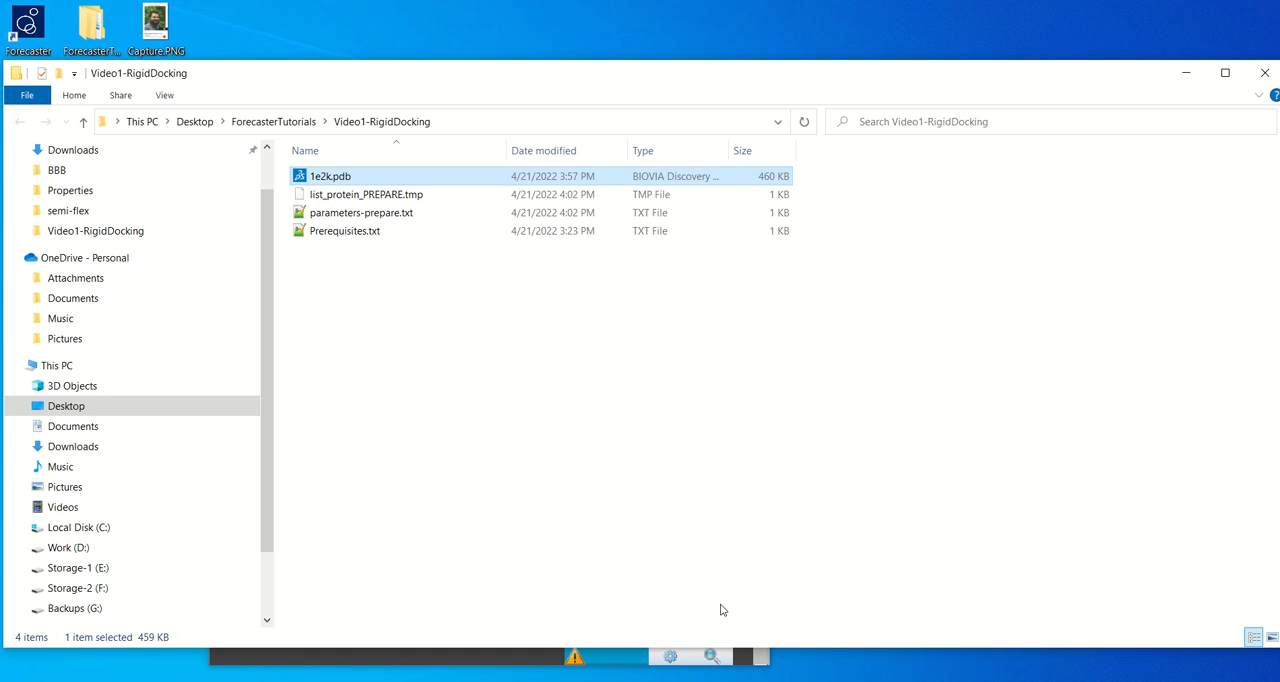 Forecaster ForecasterT... Capture.PNG
Video1-RigidDocking
File Home Share View
This PC > Desktop > ForecasterTutorials > Video1-RigidDocking
Search Video1-RigidDocking
Name Date modified Type Size
1e2k.pdb 4/21/2022 3:57 PM BIOVIA Discovery ... 460 KB
list_protein_PREPARE.tmp 4/21/2022 4:02 PM TMP File 1 KB
parameters-prepare.txt 4/21/2022 4:02 PM TXT File 1 KB
Prerequisites.txt 4/21/2022 3:23 PM TXT File 1 KB
Downloads
BBB
Properties
semi-flex
Video1-RigidDocking
OneDrive - Personal
Attachments
Documents
Music
Pictures
This PC
3D Objects
Desktop
Documents
Downloads
Music
Pictures
Videos
Local Disk (C:)
Work (D:)
Storage-1 (E:)
Storage-2 (F:)
Backups (G:)
4 items 1 item selected 459 KB